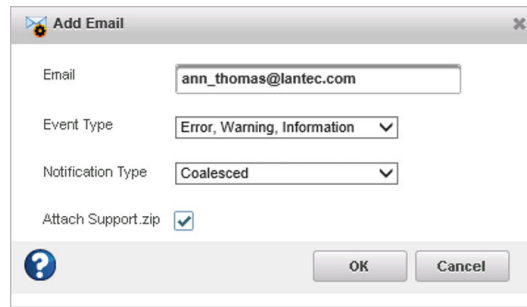 Add Email
Email ann_thomas@lantec.com
Event Type Error, Warning, Information
Notification Type Coalesced
Attach Support.zip
? OK Cancel